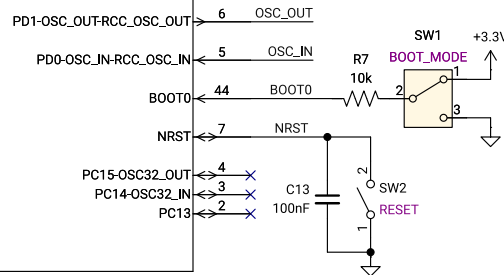 PD1-OSC_OUT-RCC_OSC_OUT 6 OSC_OUT
PD0-OSC_IN-RCC_OSC_IN 5 OSC_IN
BOOT0 44 BOOT0
R7
10k
SW1
BOOT_MODE
+3.3V
1
2
3
NRST 7 NRST
PC15-OSC32_OUT 4
PC14-OSC32_IN 3
PC13 2
C13
100nF
2
SW2
RESET
1